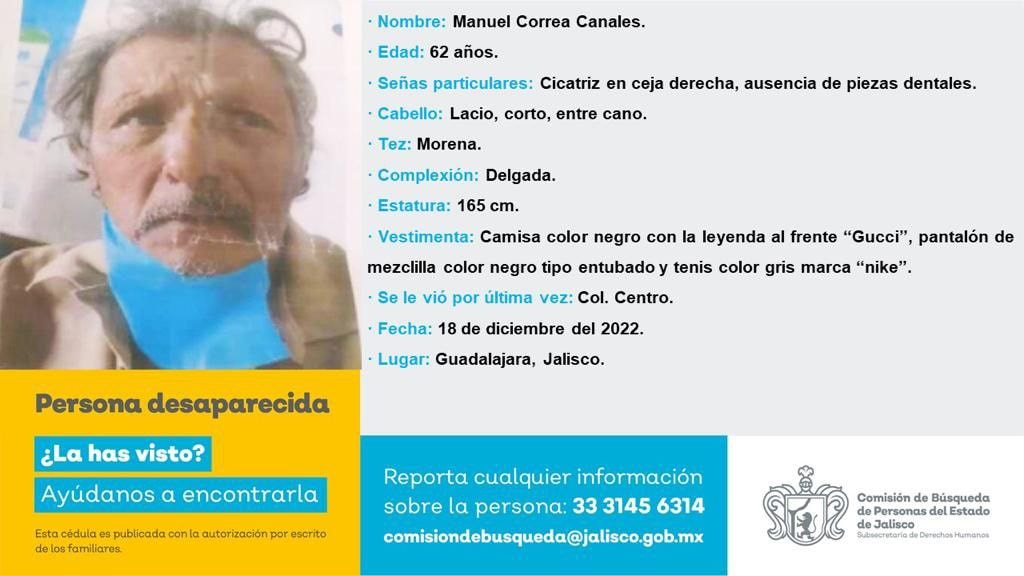 · Nombre: Manuel Correa Canales.
· Edad: 62 años.
· Señas particulares: Cicatriz en ceja derecha, ausencia de piezas dentales.
· Cabello: Lacio, corto, entre cano.
· Tez: Morena.
· Complexión: Delgada.
· Estatura: 165 cm.
· Vestimenta: Camisa color negro con la leyenda al frente “Gucci”, pantalón de
mezclilla color negro tipo entubado y tenis color gris marca “nike”.
· Se le vió por última vez: Col. Centro.
· Fecha: 18 de diciembre del 2022.
· Lugar: Guadalajara, Jalisco.
Persona desaparecida
¿La has visto?
Ayúdanos a encontrarla
Esta cédula es publicada con la autorización por escrito
de los familiares.
Reporta cualquier información
sobre la persona: 33 3145 6314
comisiondebusqueda@jalisco.gob.mx
Comisión de Búsqueda
de Personas del Estado
de Jalisco
Subsecretaría de Derechos Humanos